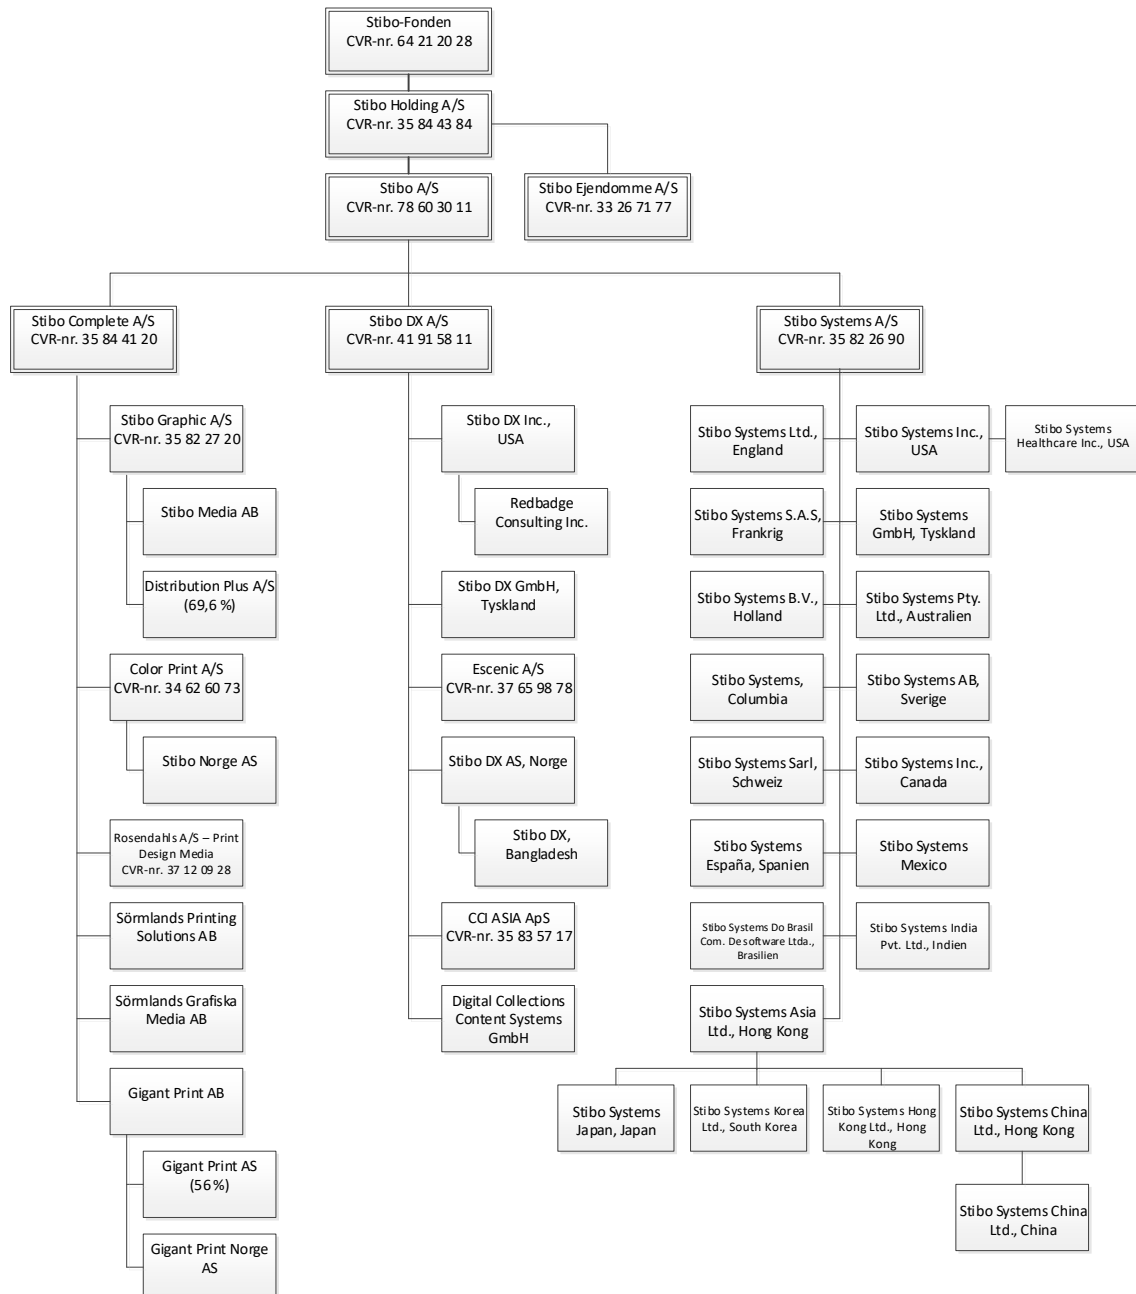 Stibo-Fonden
CVR-nr. 64 21 20 28
Stibo Holding A/S
CVR-nr. 35 84 43 84
Stibo A/S
CVR-nr. 78 60 30 11
Stibo Ejendomme A/S
CVR-nr. 33 26 71 77
Stibo Complete A/S
CVR-nr. 35 84 41 20
Stibo DX A/S
CVR-nr. 41 91 58 11
Stibo Systems A/S
CVR-nr. 35 82 26 90
Stibo Graphic A/S
CVR-nr. 35 82 27 20
Stibo Media AB
Distribution Plus A/S
(69,6 %)
Color Print A/S
CVR-nr. 34 62 60 73
Stibo Norge AS
Rosendahls A/S – Print
Design Media
CVR-nr. 37 12 09 28
Sörmlands Printing
Solutions AB
Sörmlands Grafiska
Media AB
Gigant Print AB
Gigant Print AS
(56 %)
Gigant Print Norge
AS
Stibo DX Inc.,
USA
Redbadge
Consulting Inc.
Stibo DX GmbH,
Tyskland
Escenic A/S
CVR-nr. 37 65 98 78
Stibo DX AS, Norge
Stibo DX,
Bangladesh
CCI ASIA ApS
CVR-nr. 35 83 57 17
Digital Collections
Content Systems
GmbH
Stibo Systems Ltd.,
England
Stibo Systems Inc.,
USA
Stibo Systems
Healthcare Inc., USA
Stibo Systems S.A.S,
Frankrig
Stibo Systems
GmbH, Tyskland
Stibo Systems B.V.,
Holland
Stibo Systems Pty.
Ltd., Australien
Stibo Systems,
Columbia
Stibo Systems AB,
Sverige
Stibo Systems Sarl,
Schweiz
Stibo Systems Inc.,
Canada
Stibo Systems
España, Spanien
Stibo Systems
Mexico
Stibo Systems Do Brasil
Com. De software Ltda.,
Brasilien
Stibo Systems India
Pvt. Ltd., Indien
Stibo Systems Asia
Ltd., Hong Kong
Stibo Systems
Japan, Japan
Stibo Systems Korea
Ltd., South Korea
Stibo Systems Hong
Kong Ltd., Hong
Kong
Stibo Systems China
Ltd., Hong Kong
Stibo Systems China
Ltd., China